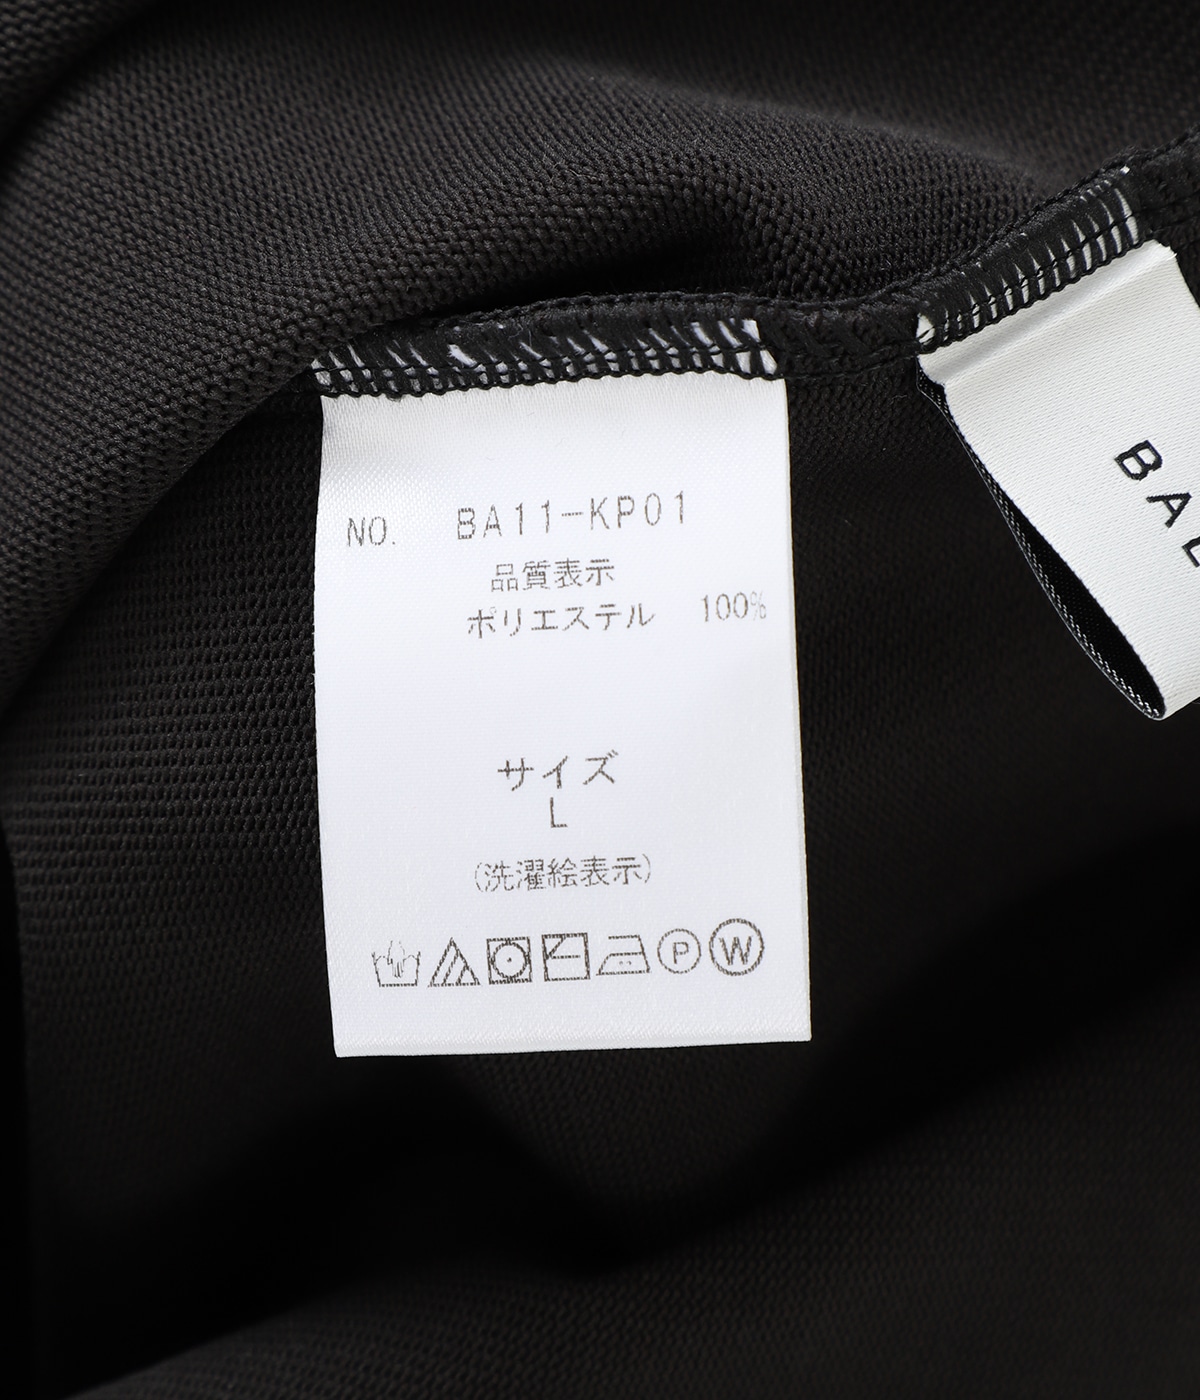 NO. BA11-KP01
品質表示
ポリエステル 100%
サイズ
L
(洗濯絵表示)
P W
BAL